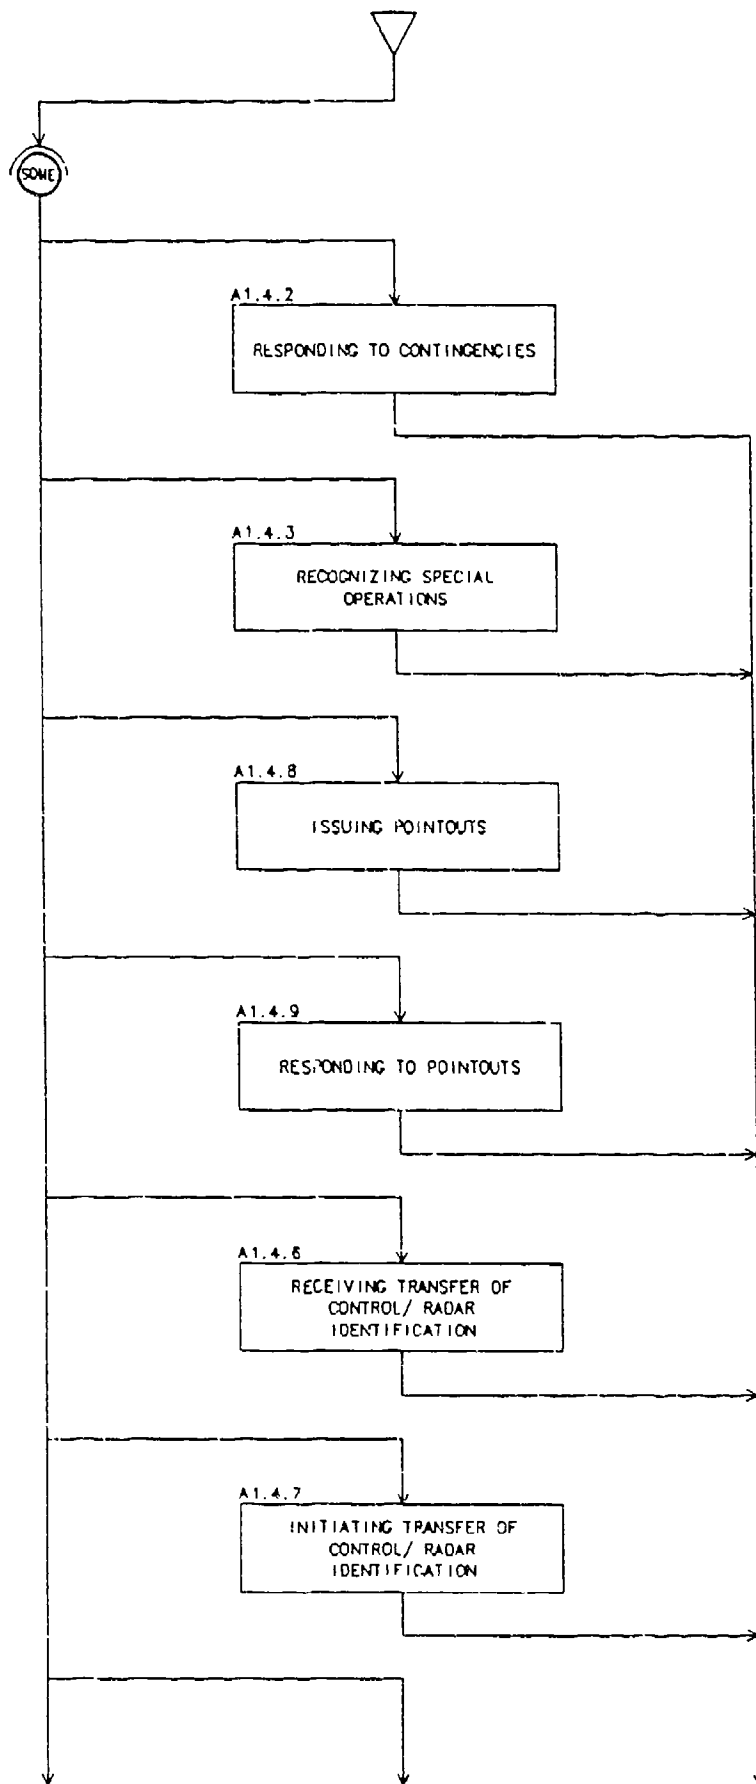 SOME
A1.4.2
RESPONDING TO CONTINGENCIES
A1.4.3
RECOGNIZING SPECIAL
OPERATIONS
A1.4.8
ISSUING POINTOUTS
A1.4.9
RESPONDING TO POINTOUTS
A1.4.6
RECEIVING TRANSFER OF
CONTROL/ RADAR
IDENTIFICATION
A1.4.7
INITIATING TRANSFER OF
CONTROL/ RADAR
IDENTIFICATION